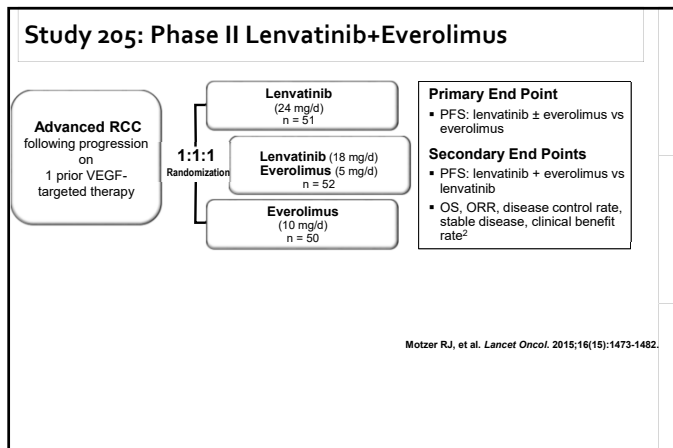 Study 205: Phase II Lenvatinib+Everolimus
Advanced RCC
following progression
on
1 prior VEGF-
targeted therapy
1:1:1
Randomization
Lenvatinib
(24 mg/d)
n = 51
Lenvatinib (18 mg/d)
Everolimus (5 mg/d)
n = 52
Everolimus
(10 mg/d)
n = 50
Primary End Point
▪ PFS: lenvatinib ± everolimus vs
everolimus
Secondary End Points
▪ PFS: lenvatinib + everolimus vs
lenvatinib
▪ OS, ORR, disease control rate,
stable disease, clinical benefit
rate²
Motzer RJ, et al. Lancet Oncol. 2015;16(15):1473-1482.